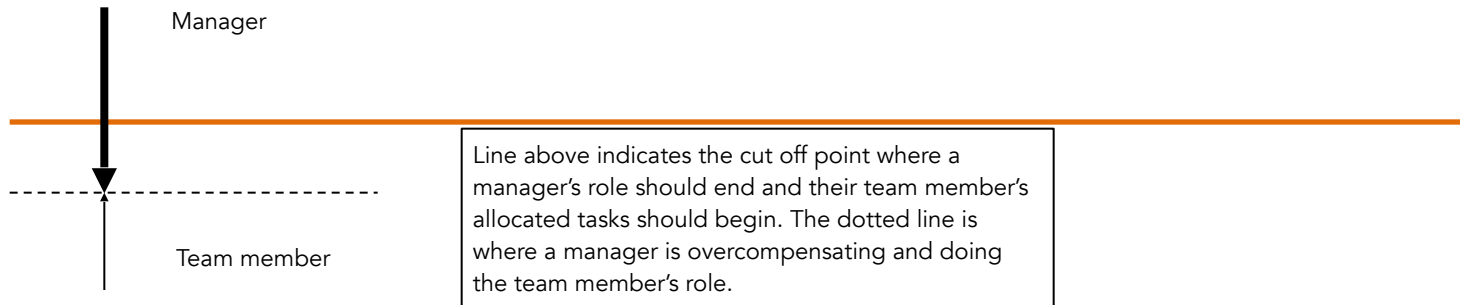 Manager
Line above indicates the cut off point where a
manager’s role should end and their team member’s
allocated tasks should begin. The dotted line is
where a manager is overcompensating and doing
the team member’s role.
Team member